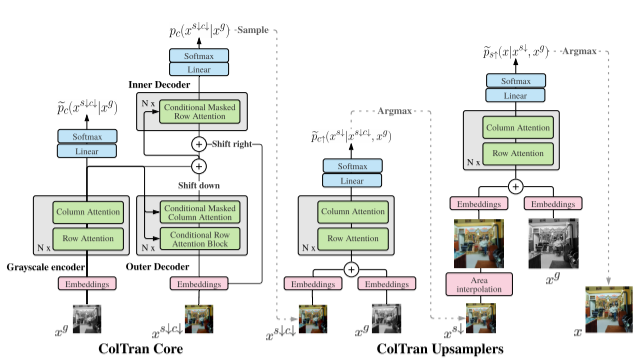 p_c(x^{s↓c↓}|x^g)
Sample
Softmax
Linear
Inner Decoder
N x
Conditional Masked
Row Attention
Shift right
Shift down
p̃_c(x^{s↓c↓}|x^g)
Softmax
Linear
Column Attention
Row Attention
N x
Grayscale encoder
Embeddings
x^g
Conditional Masked
Column Attention
Conditional Row
Attention Block
N x
Outer Decoder
Embeddings
x^{s↓c↓}
ColTran Core
Argmax
p̃_{c↑}(x^{s↓}|x^{s↓c↓}, x^g)
Softmax
Linear
Column Attention
Row Attention
N x
Embeddings
Embeddings
x^{s↓c↓}
x^g
p̃_{s↑}(x|x^{s↓}, x^g)
Argmax
Softmax
Linear
Column Attention
Row Attention
N x
Embeddings
Embeddings
x^g
Area
interpolation
x^{s↓}
x
ColTran Upsamplers